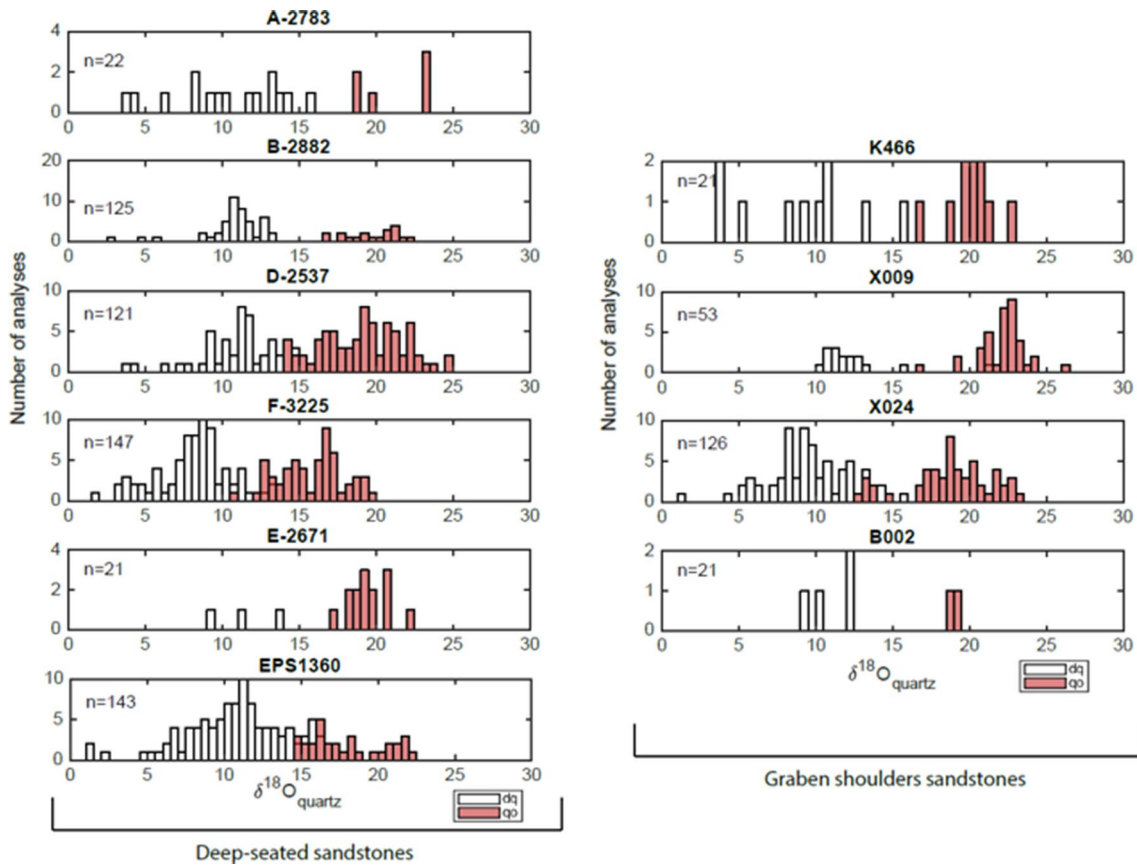 A-2783
4
2
0
n=22
0 5 10 15 20 25 30
B-2882
20
10
0
n=125
0 5 10 15 20 25 30
D-2537
10
5
0
n=121
0 5 10 15 20 25 30
F-3225
10
5
0
n=147
0 5 10 15 20 25 30
E-2671
4
2
0
n=21
0 5 10 15 20 25 30
EPS1360
10
5
0
n=143
0 5 10 15 20 25 30
Number of analyses
δ18Oquartz
dq
qo
Deep-seated sandstones
K466
2
1
0
n=21
0 5 10 15 20 25 30
X009
10
5
0
n=53
0 5 10 15 20 25 30
X024
10
5
0
n=126
0 5 10 15 20 25 30
B002
2
1
0
n=21
0 5 10 15 20 25 30
Number of analyses
δ18Oquartz
dq
qo
Graben shoulders sandstones